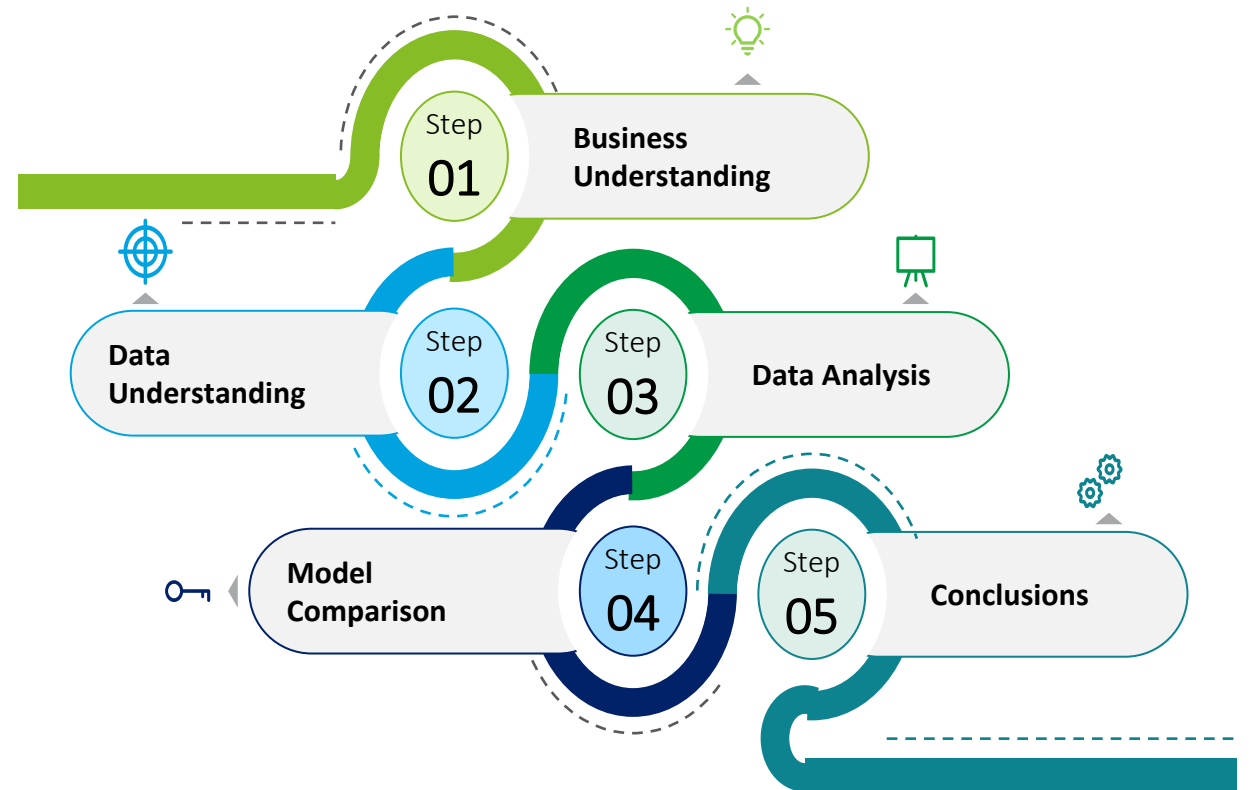 Step
01
Business
Understanding
Data
Understanding
Step
02
Step
03
Data Analysis
Model
Comparison
Step
04
Step
05
Conclusions